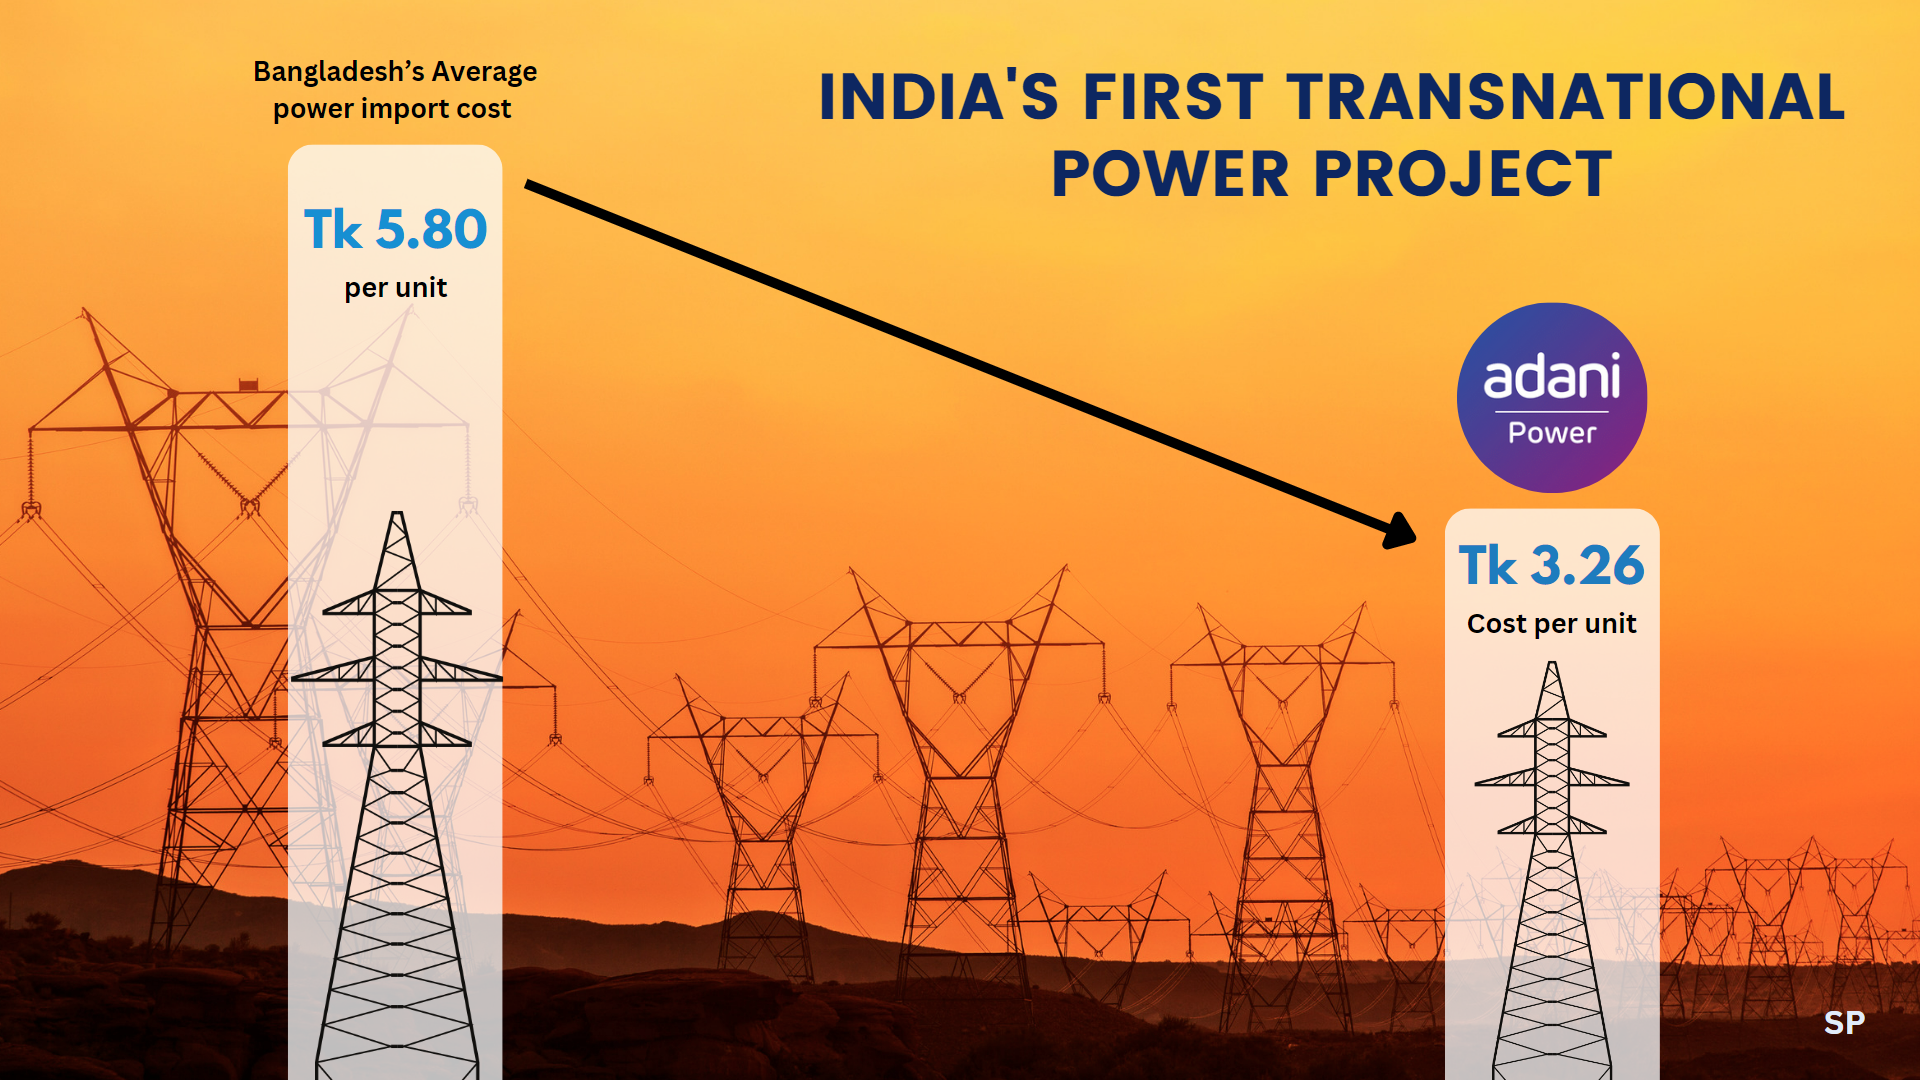 Bangladesh’s Average
power import cost
Tk 5.80
per unit
INDIA'S FIRST TRANSNATIONAL
POWER PROJECT
adani
Power
Tk 3.26
Cost per unit
SP